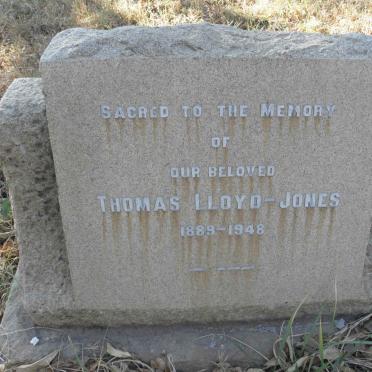 SACRED TO THE MEMORY
OF
OUR BELOVED
THOMAS LLOYD-JONES
1889-1948